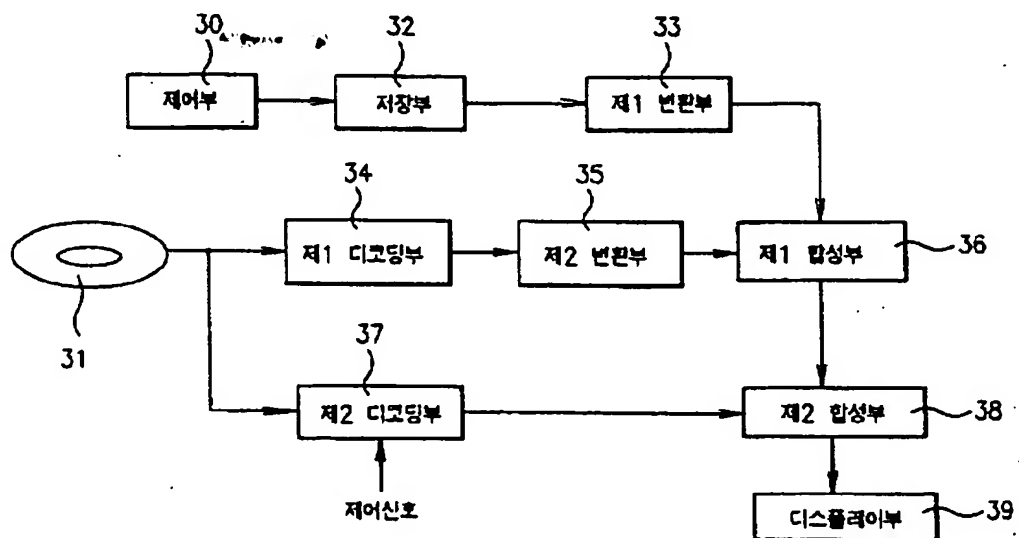 30
32
33
제어부
저장부
제1 변환부
34
35
제1 디코딩부
제2 변환부
제1 합성부
36
31
37
제2 디코딩부
제2 합성부
38
제어신호
디스플레이부
39